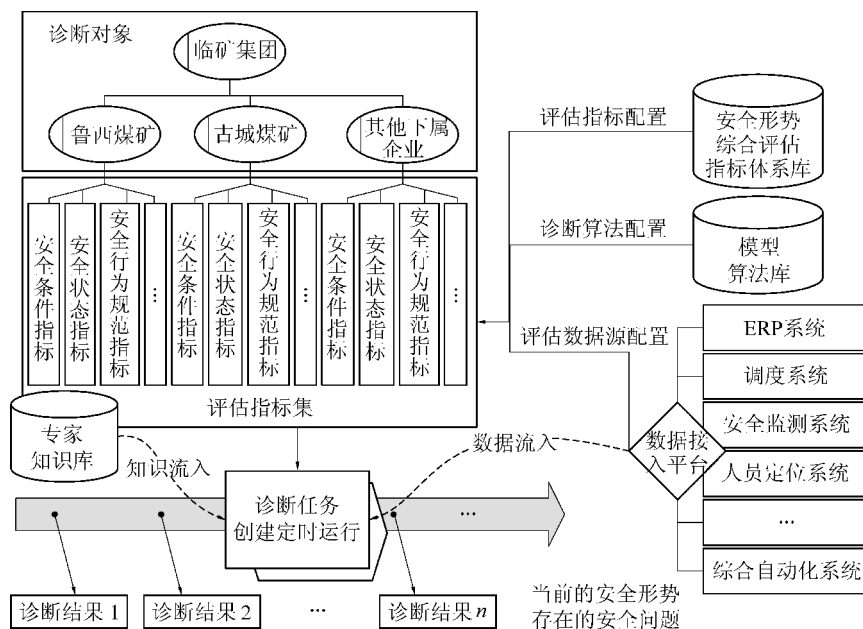 诊断对象
临矿集团
鲁西煤矿
古城煤矿
其他下属
企业
安全条件指标
安全状态指标
安全行为规范指标
⋮
安全条件指标
安全状态指标
安全行为规范指标
⋮
安全条件指标
安全状态指标
安全行为规范指标
⋮
评估指标集
评估指标配置
安全形势
综合评估
指标体系库
诊断算法配置
模型
算法库
评估数据源配置
ERP系统
调度系统
安全监测系统
人员定位系统
...
综合自动化系统
数据接
入平台
专家
知识库
知识流入
数据流入
诊断任务
创建定时运行
...
诊断结果1
诊断结果2
...
诊断结果n
当前的安全形势
存在的安全问题